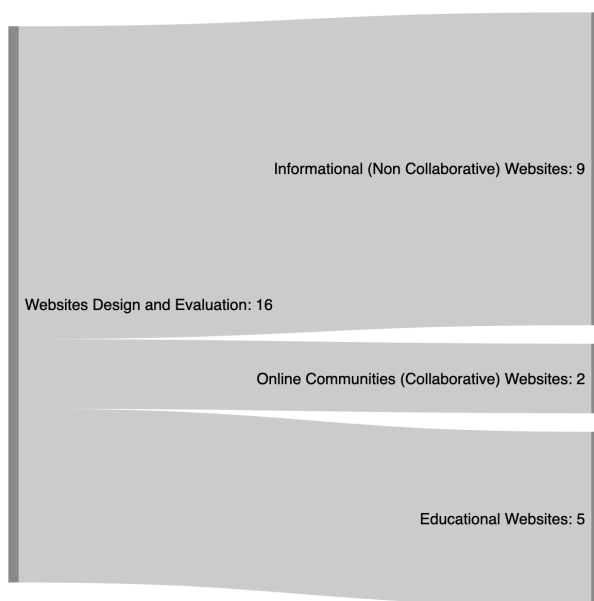 Informational (Non Collaborative) Websites: 9
Websites Design and Evaluation: 16
Online Communities (Collaborative) Websites: 2
Educational Websites: 5